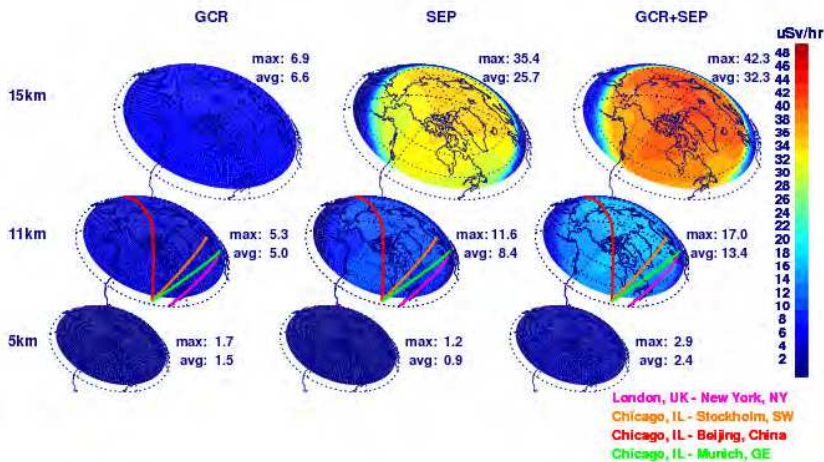 GCR
SEP
GCR+SEP
uSv/hr
15km
max: 6.9
avg: 6.6
max: 35.4
avg: 25.7
max: 42.3
avg: 32.3
11km
max: 5.3
avg: 5.0
max: 11.6
avg: 8.4
max: 17.0
avg: 13.4
5km
max: 1.7
avg: 1.5
max: 1.2
avg: 0.9
max: 2.9
avg: 2.4
48
46
44
42
40
38
36
34
32
30
28
26
24
22
20
18
16
14
12
10
8
6
4
2
London, UK - New York, NY
Chicago, IL - Stockholm, SW
Chicago, IL - Beijing, China
Chicago, IL - Munich, GE